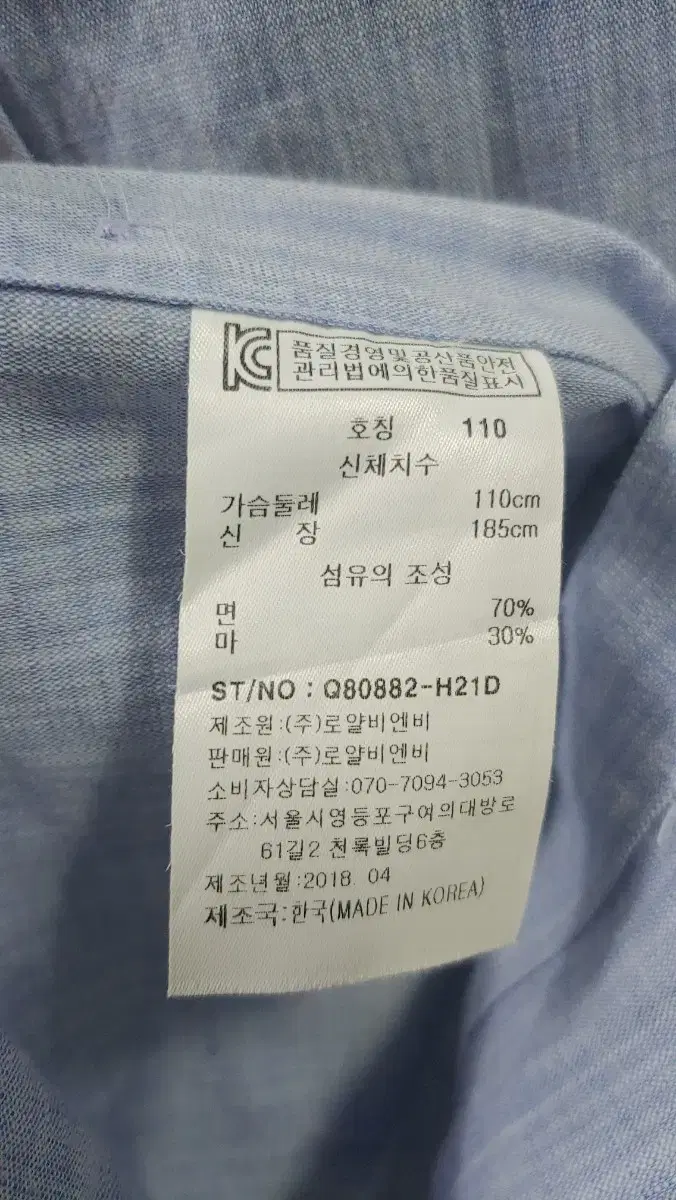 KC 품질경영및공산품안전
관리법에의한품질표시
호칭 110
신체치수
가슴둘레 110cm
신 장 185cm
섬유의 조성
면 70%
마 30%
ST/NO : Q80882-H21D
제조원:(주)로얄비엔비
판매원:(주)로얄비엔비
소비자상담실:070-7094-3053
주소:서울시영등포구여의대방로
61길2 천록빌딩6층
제조년월:2018. 04
제조국:한국(MADE IN KOREA)